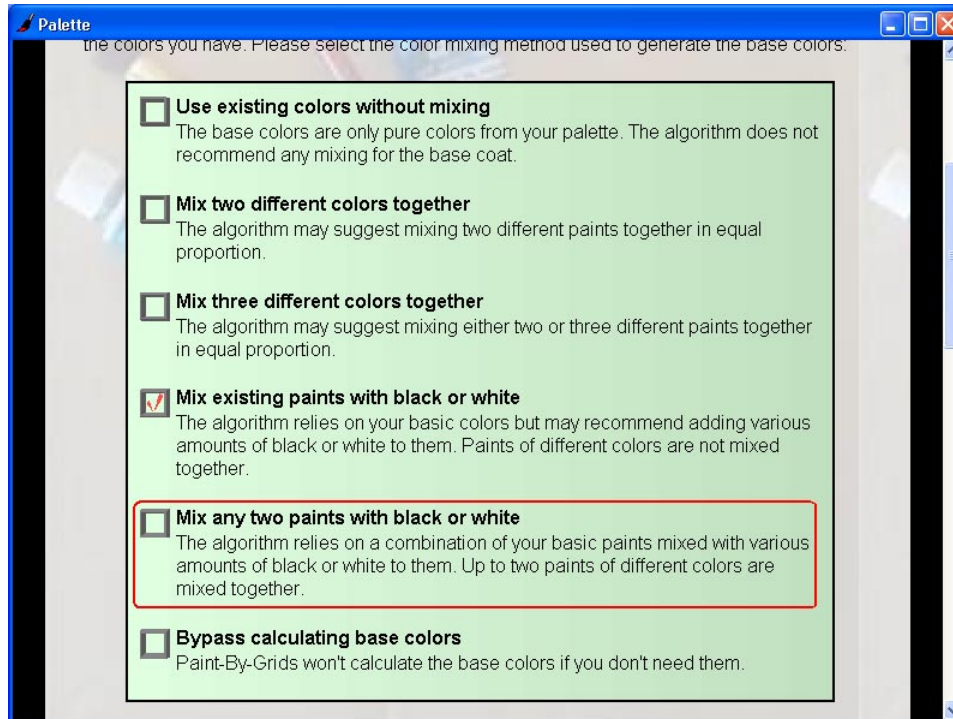 Palette
the colors you have. Please select the color mixing method used to generate the base colors:
Use existing colors without mixing
The base colors are only pure colors from your palette. The algorithm does not
recommend any mixing for the base coat.
Mix two different colors together
The algorithm may suggest mixing two different paints together in equal
proportion.
Mix three different colors together
The algorithm may suggest mixing either two or three different paints together
in equal proportion.
Mix existing paints with black or white
The algorithm relies on your basic colors but may recommend adding various
amounts of black or white to them. Paints of different colors are not mixed
together.
Mix any two paints with black or white
The algorithm relies on a combination of your basic paints mixed with various
amounts of black or white to them. Up to two paints of different colors are
mixed together.
Bypass calculating base colors
Paint-By-Grids won't calculate the base colors if you don't need them.